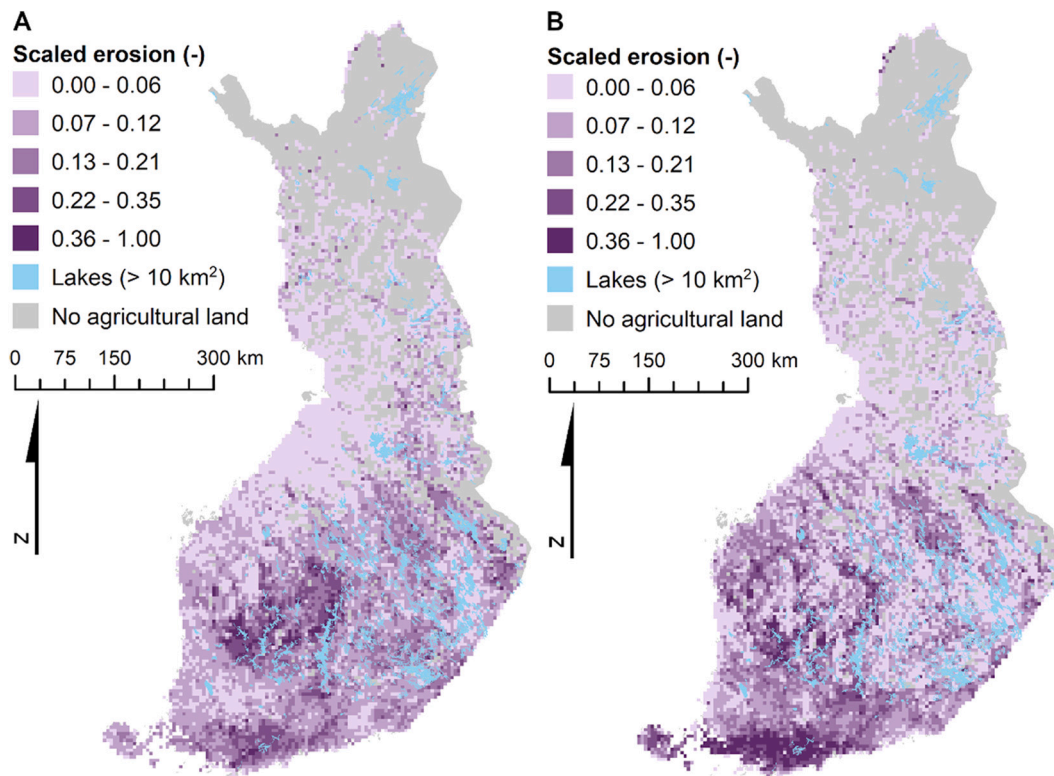 A
Scaled erosion (-)
0.00 - 0.06
0.07 - 0.12
0.13 - 0.21
0.22 - 0.35
0.36 - 1.00
Lakes (> 10 km²)
No agricultural land
0 75 150 300 km
N
B
Scaled erosion (-)
0.00 - 0.06
0.07 - 0.12
0.13 - 0.21
0.22 - 0.35
0.36 - 1.00
Lakes (> 10 km²)
No agricultural land
0 75 150 300 km
N